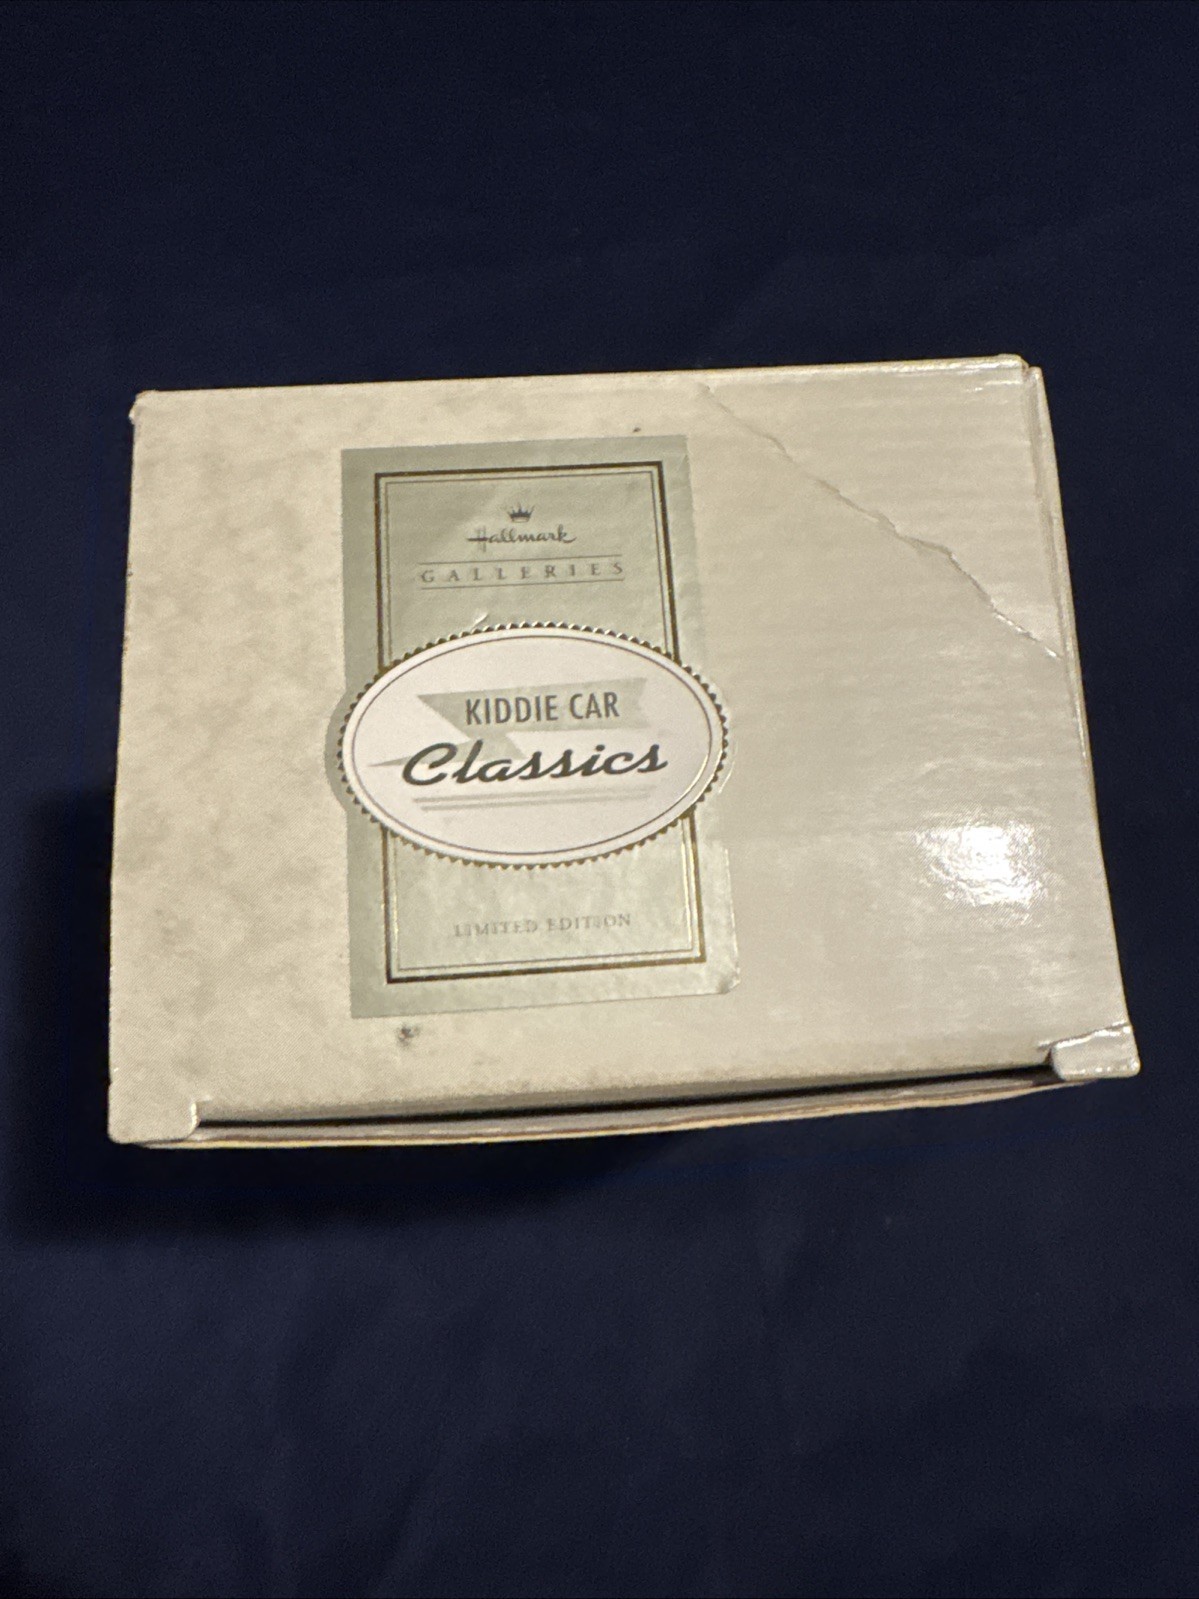 Hallmark
GALLERIES
KIDDIE CAR
Classics
LIMITED EDITION